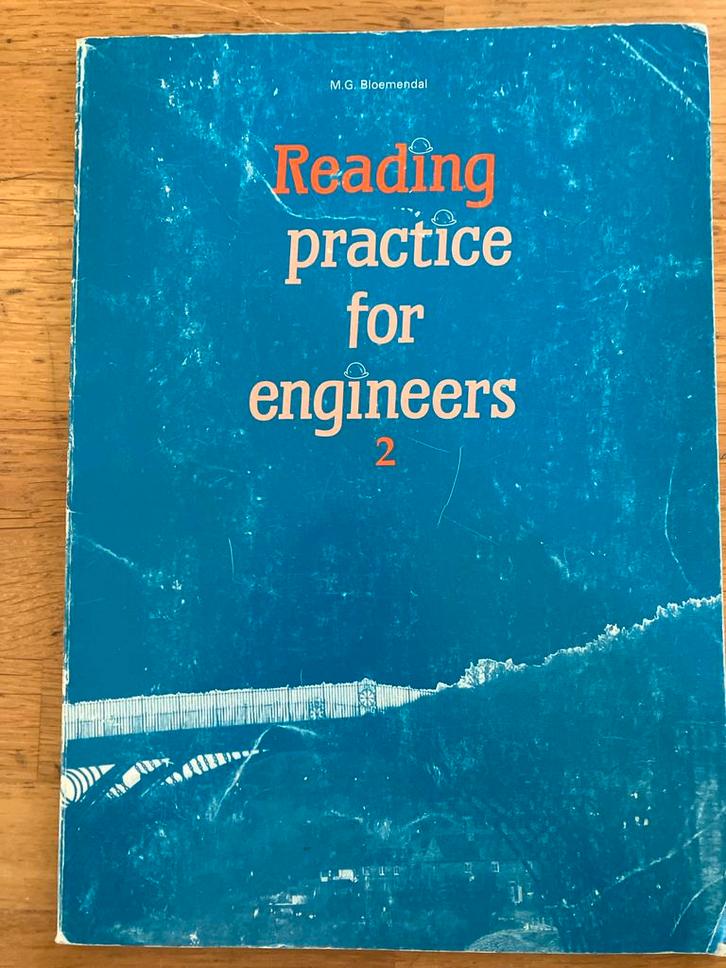 M.G. Bloemendal
Reading
practice
for
engineers
2